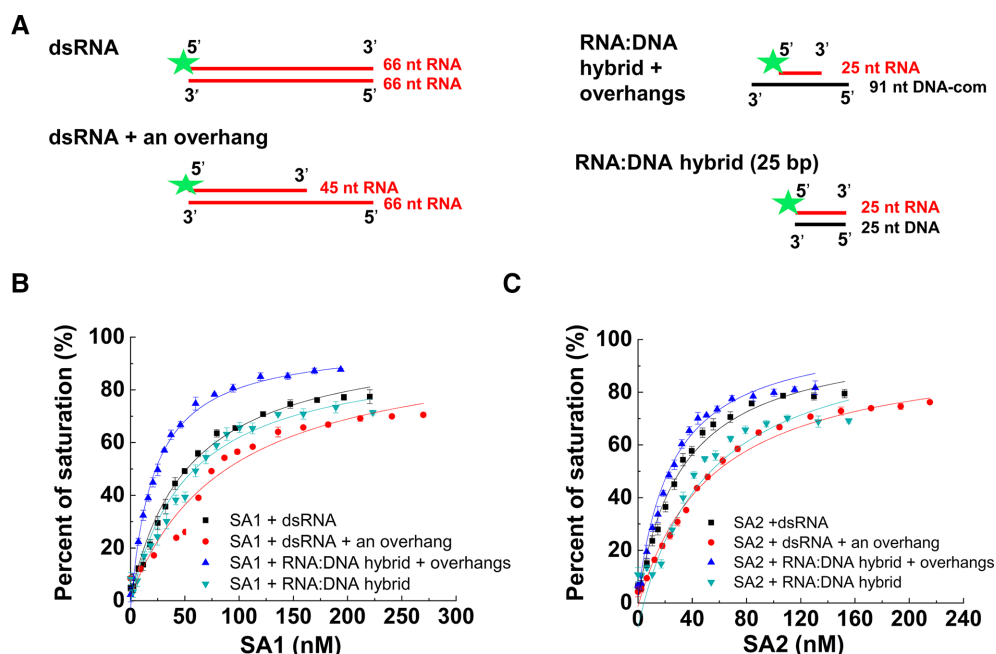 A
dsRNA
5’ 3’
66 nt RNA
66 nt RNA
3’ 5’
dsRNA + an overhang
5’ 3’
45 nt RNA
66 nt RNA
3’ 5’
RNA:DNA
hybrid +
overhangs
5’ 3’
25 nt RNA
91 nt DNA-com
3’ 5’
RNA:DNA hybrid (25 bp)
5’ 3’
25 nt RNA
25 nt DNA
3’ 5’
B
Percent of saturation (%)
100
80
60
40
20
0
SA1 + dsRNA
SA1 + dsRNA + an overhang
SA1 + RNA:DNA hybrid + overhangs
SA1 + RNA:DNA hybrid
0 50 100 150 200 250 300
SA1 (nM)
C
Percent of saturation (%)
100
80
60
40
20
0
SA2 +dsRNA
SA2 + dsRNA + an overhang
SA2 + RNA:DNA hybrid + overhangs
SA2 + RNA:DNA hybrid
0 40 80 120 160 200 240
SA2 (nM)